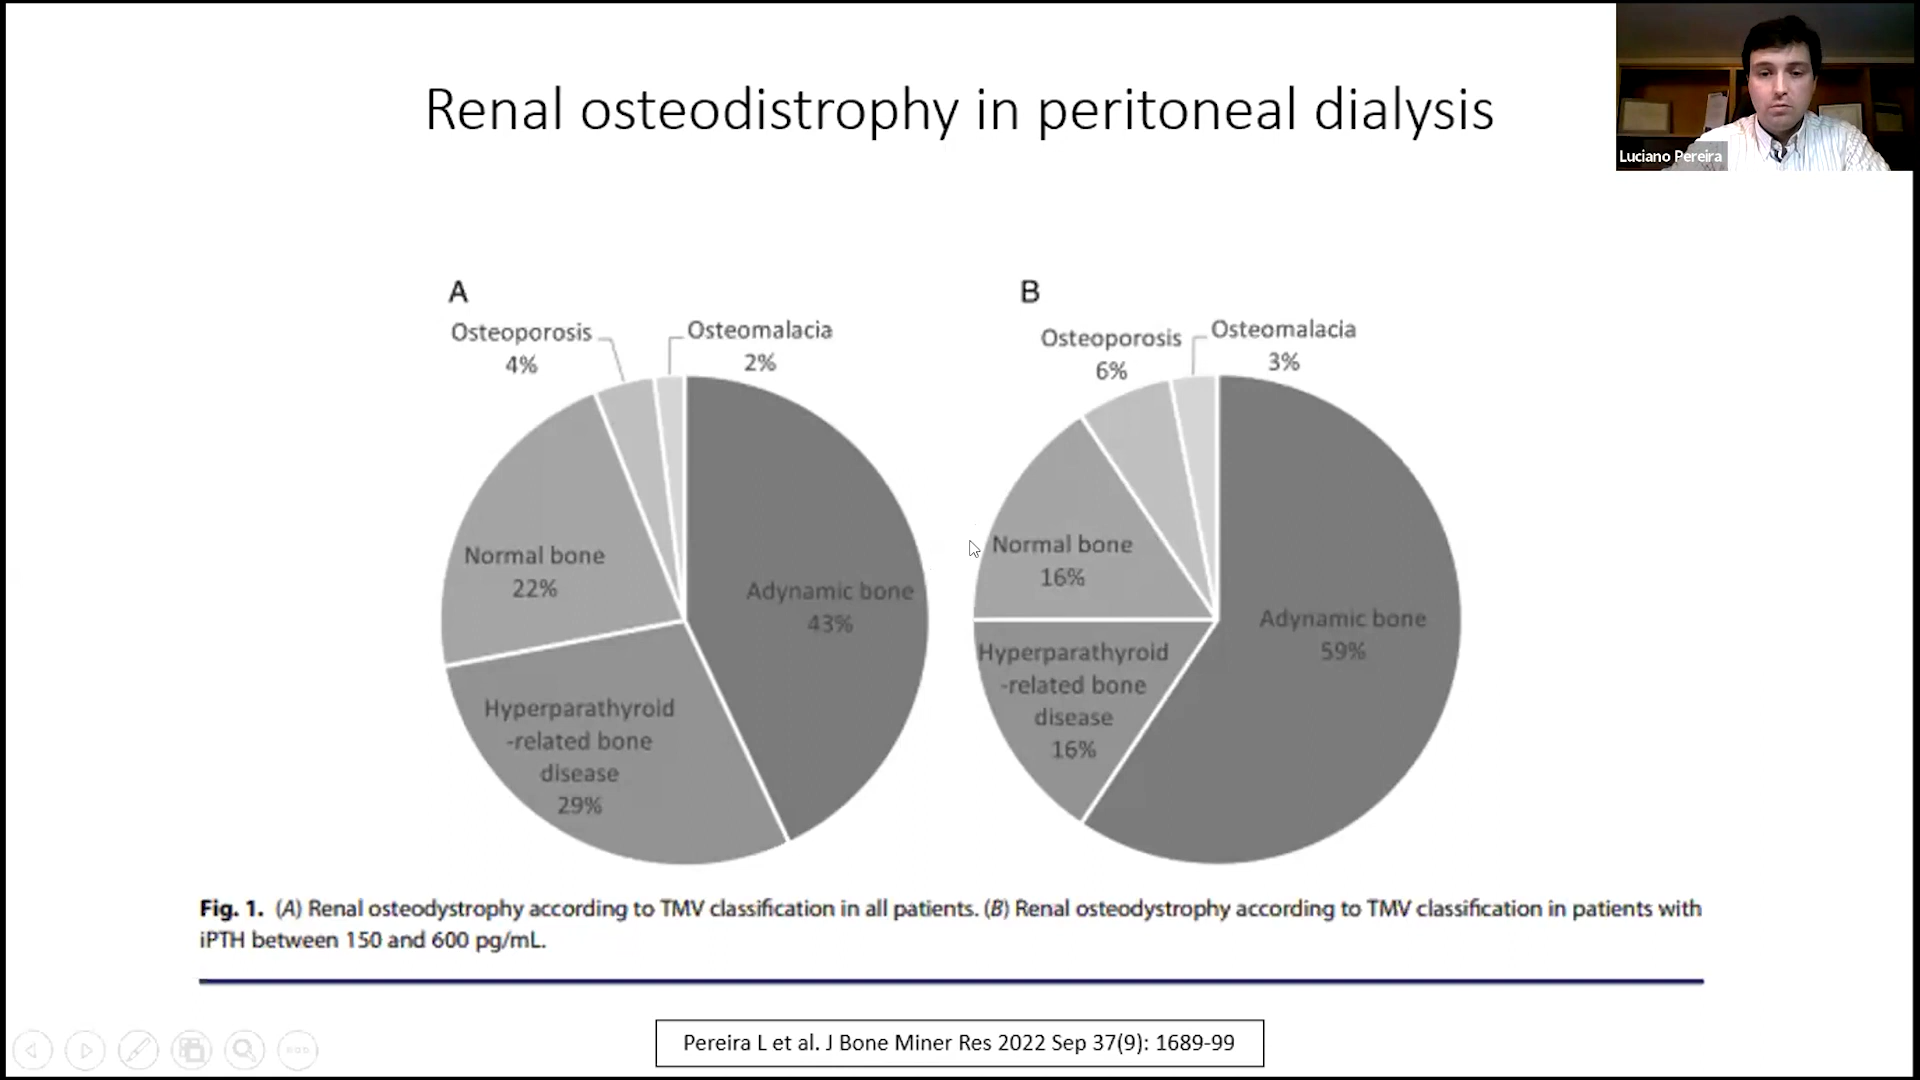 Renal osteodistrophy in peritoneal dialysis
Luciano Pereira
A
Osteoporosis
4%
Osteomalacia
2%
Normal bone
22%
Adynamic bone
43%
Hyperparathyroid
-related bone
disease
29%
B
Osteoporosis
6%
Osteomalacia
3%
Normal bone
16%
Adynamic bone
59%
Hyperparathyroid
-related bone
disease
16%
Fig. 1. (A) Renal osteodystrophy according to TMV classification in all patients. (B) Renal osteodystrophy according to TMV classification in patients with
iPTH between 150 and 600 pg/mL.
Pereira L et al. J Bone Miner Res 2022 Sep 37(9): 1689-99